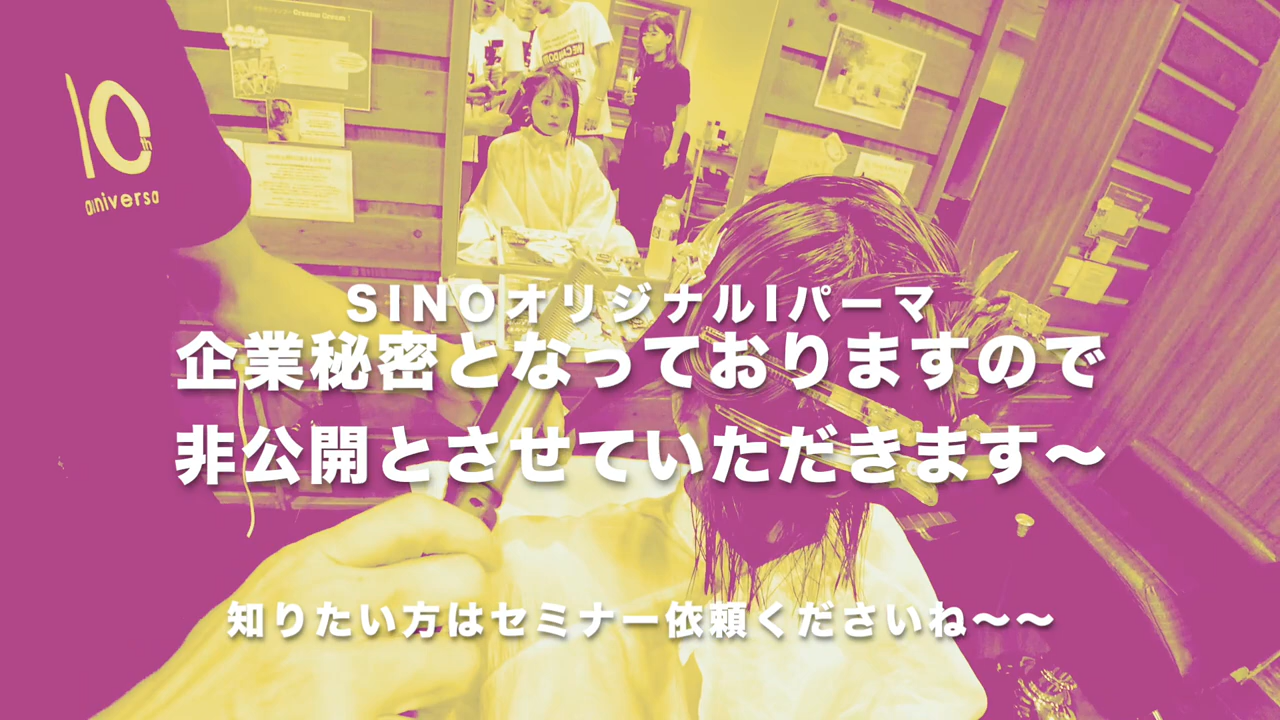 10th
anniversa
SINOオリジナルIパーマ
企業秘密となっておりますので
非公開とさせていただきます〜
知りたい方はセミナー依頼くださいね〜〜